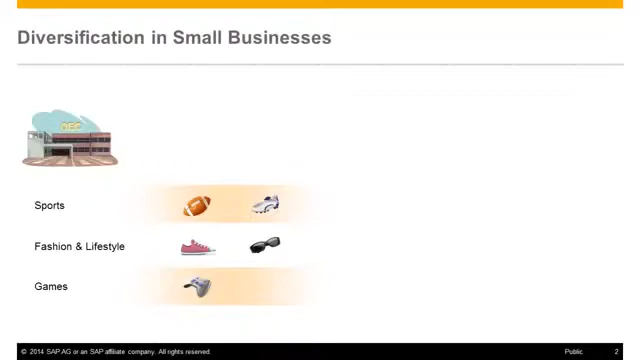 Diversification in Small Businesses
OEC
Sports
Fashion & Lifestyle
Games
© 2014 SAP AG or an SAP affiliate company. All rights reserved.
Public
2